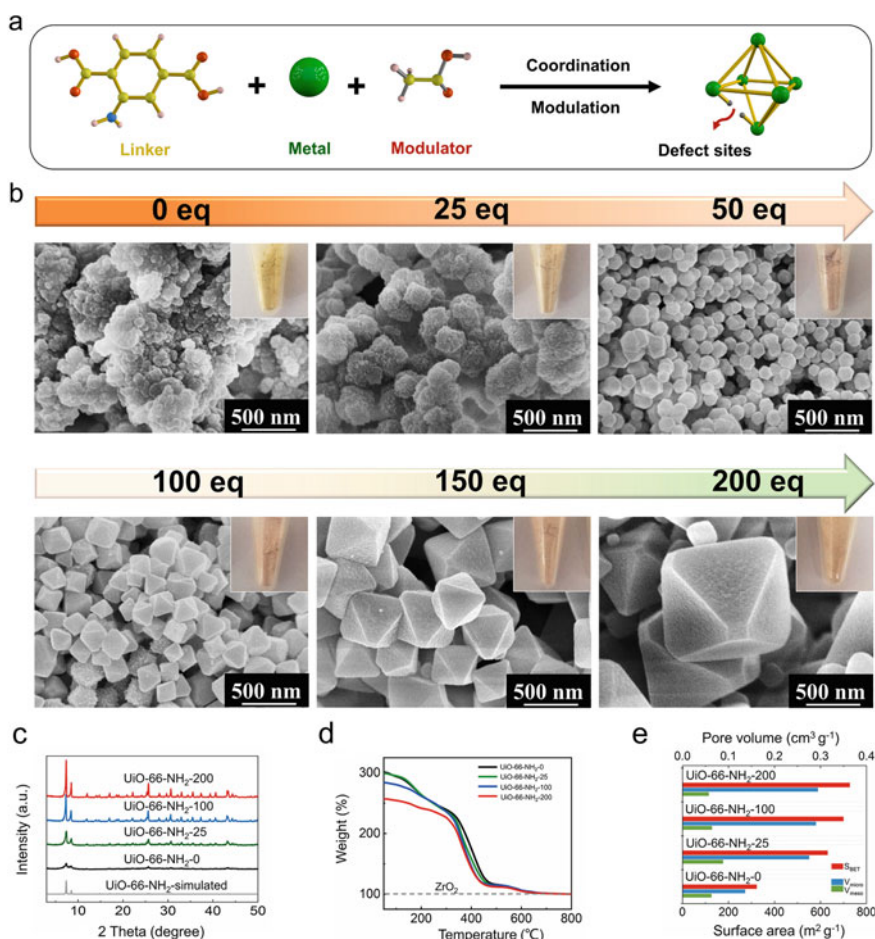 a
Coordination
Modulation
+
+
Linker
Metal
Modulator
Defect sites
b
0 eq
25 eq
50 eq
500 nm
500 nm
500 nm
100 eq
150 eq
200 eq
500 nm
500 nm
500 nm
c
Intensity (a.u.)
UiO-66-NH₂-200
UiO-66-NH₂-100
UiO-66-NH₂-25
UiO-66-NH₂-0
UiO-66-NH₂-simulated
10 20 30 40 50
2 Theta (degree)
d
Weight (%)
300
250
200
150
100
UiO-66-NH₂-0
UiO-66-NH₂-25
UiO-66-NH₂-100
UiO-66-NH₂-200
ZrO₂
200 400 600 800
Temperature (℃)
e
Pore volume (cm³ g⁻¹)
0.0 0.1 0.2 0.3 0.4
UiO-66-NH₂-200
UiO-66-NH₂-100
UiO-66-NH₂-25
UiO-66-NH₂-0
S_BET
V_micro
V_meso
0 200 400 600 800
Surface area (m² g⁻¹)